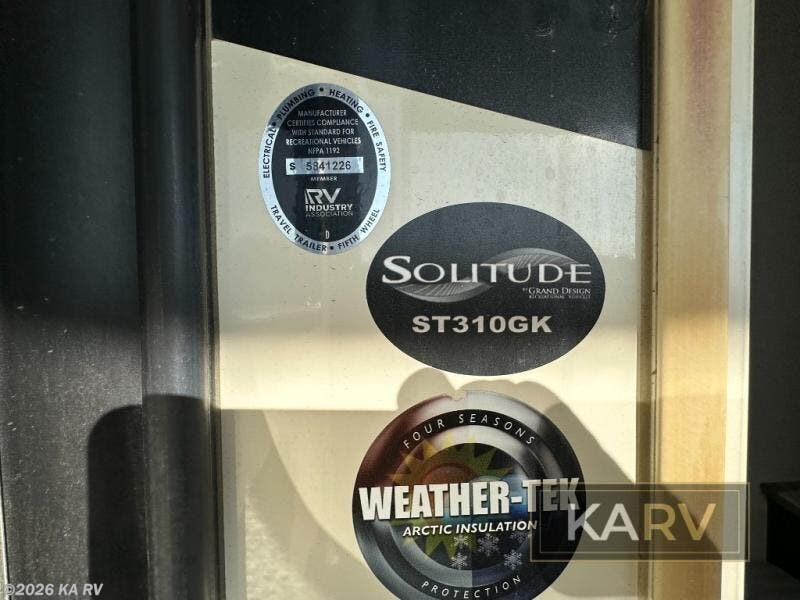 ELECTRICAL • PLUMBING • HEATING • FIRE SAFETY
MANUFACTURER
CERTIFIES COMPLIANCE
WITH STANDARD FOR
RECREATIONAL VEHICLES
NFPA 1192
S 5841226
MEMBER
RV
INDUSTRY
ASSOCIATION
D
TRAVEL TRAILER • FIFTH WHEEL
SOLITUDE
BY GRAND DESIGN
RECREATIONAL VEHICLES
ST310GK
FOUR SEASONS
WEATHER-TEK
ARCTIC INSULATION
PROTECTION
KARV
©2026 KA RV